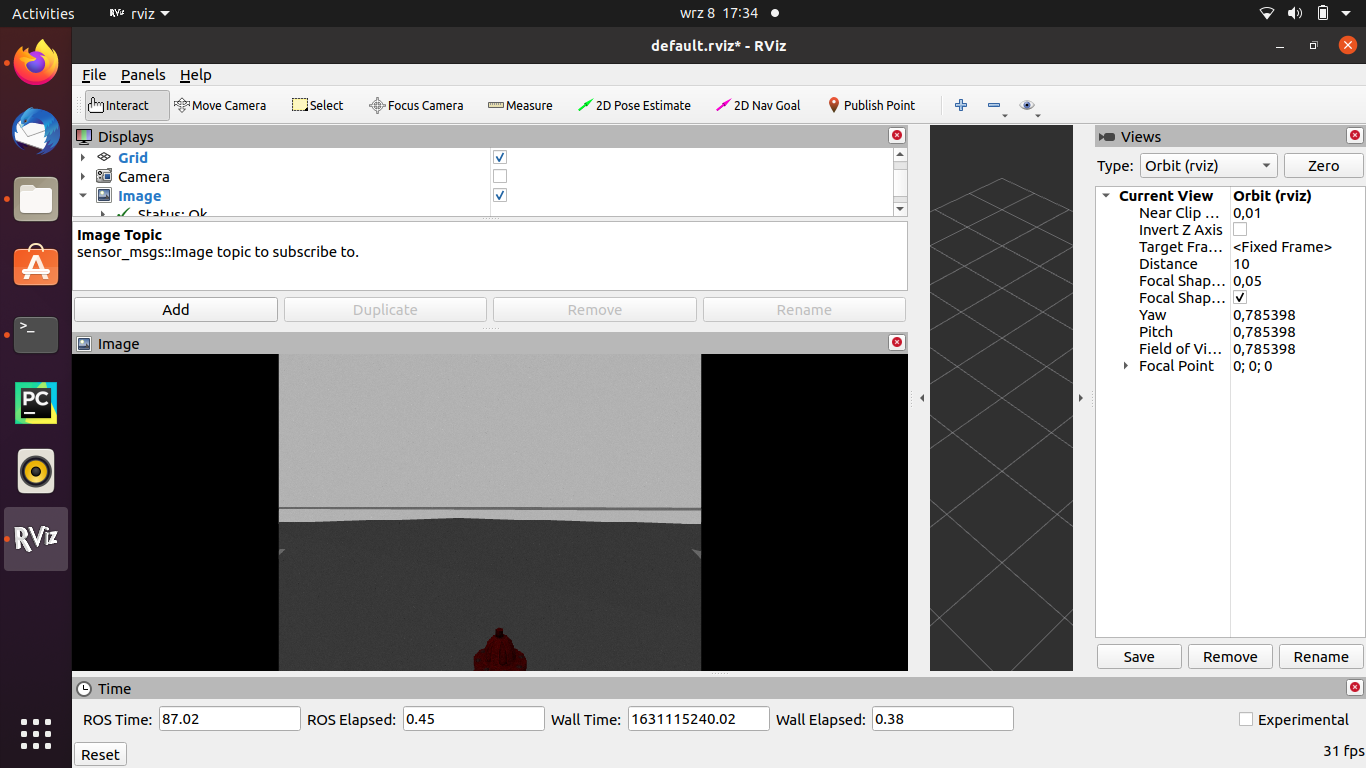 Activities RViz rviz wrz 8 17:34
default.rviz* - RViz
File Panels Help
Interact Move Camera Select Focus Camera Measure 2D Pose Estimate 2D Nav Goal Publish Point
Displays
Grid
Camera
Image
Status: Ok
Image Topic
sensor_msgs::Image topic to subscribe to.
Add Duplicate Remove Rename
Image
Views
Type: Orbit (rviz) Zero
Current View Orbit (rviz)
Near Clip ... 0,01
Invert Z Axis
Target Fra... <Fixed Frame>
Distance 10
Focal Shap... 0,05
Focal Shap...
Yaw 0,785398
Pitch 0,785398
Field of Vi... 0,785398
Focal Point 0; 0; 0
Save Remove Rename
>_
PC
RViz
Time
ROS Time: 87.02 ROS Elapsed: 0.45 Wall Time: 1631115240.02 Wall Elapsed: 0.38 Experimental
Reset 31 fps